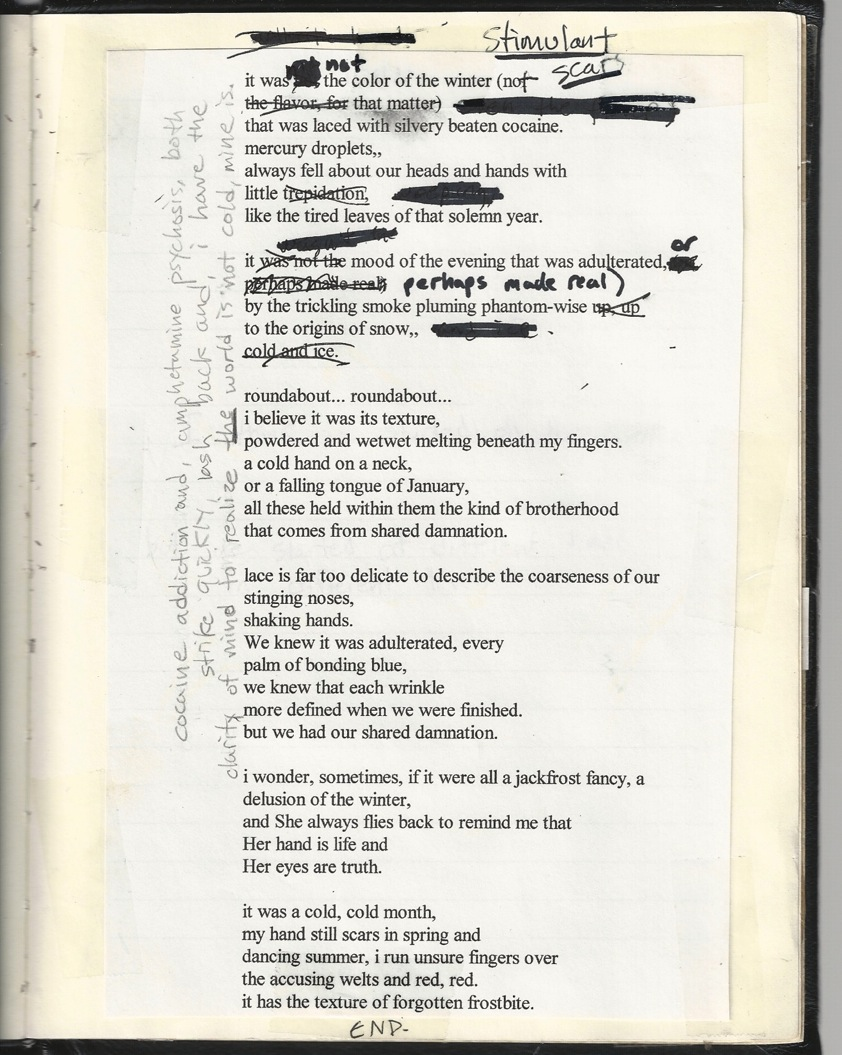 Stimulant
scar
not
it was the color of the winter (not
the flavor, for that matter)
that was laced with silvery beaten cocaine.
mercury droplets,,
always fell about our heads and hands with
little trepidation,
like the tired leaves of that solemn year.
it was not the mood of the evening that was adulterated, or
perhaps made real) perhaps made real)
by the trickling smoke pluming phantom-wise up, up
to the origins of snow,,
cold and ice.
roundabout... roundabout...
i believe it was its texture,
powdered and wetwet melting beneath my fingers.
a cold hand on a neck,
or a falling tongue of January,
all these held within them the kind of brotherhood
that comes from shared damnation.
lace is far too delicate to describe the coarseness of our
stinging noses,
shaking hands.
We knew it was adulterated, every
palm of bonding blue,
we knew that each wrinkle
more defined when we were finished.
but we had our shared damnation.
i wonder, sometimes, if it were all a jackfrost fancy, a
delusion of the winter,
and She always flies back to remind me that
Her hand is life and
Her eyes are truth.
it was a cold, cold month,
my hand still scars in spring and
dancing summer, i run unsure fingers over
the accusing welts and red, red.
it has the texture of forgotten frostbite.
END-
cocaine addiction and, amphetamine psychosis, both
strike quickly, lash back and, i have the
clarity of mind to realize the world is not cold, mine is.